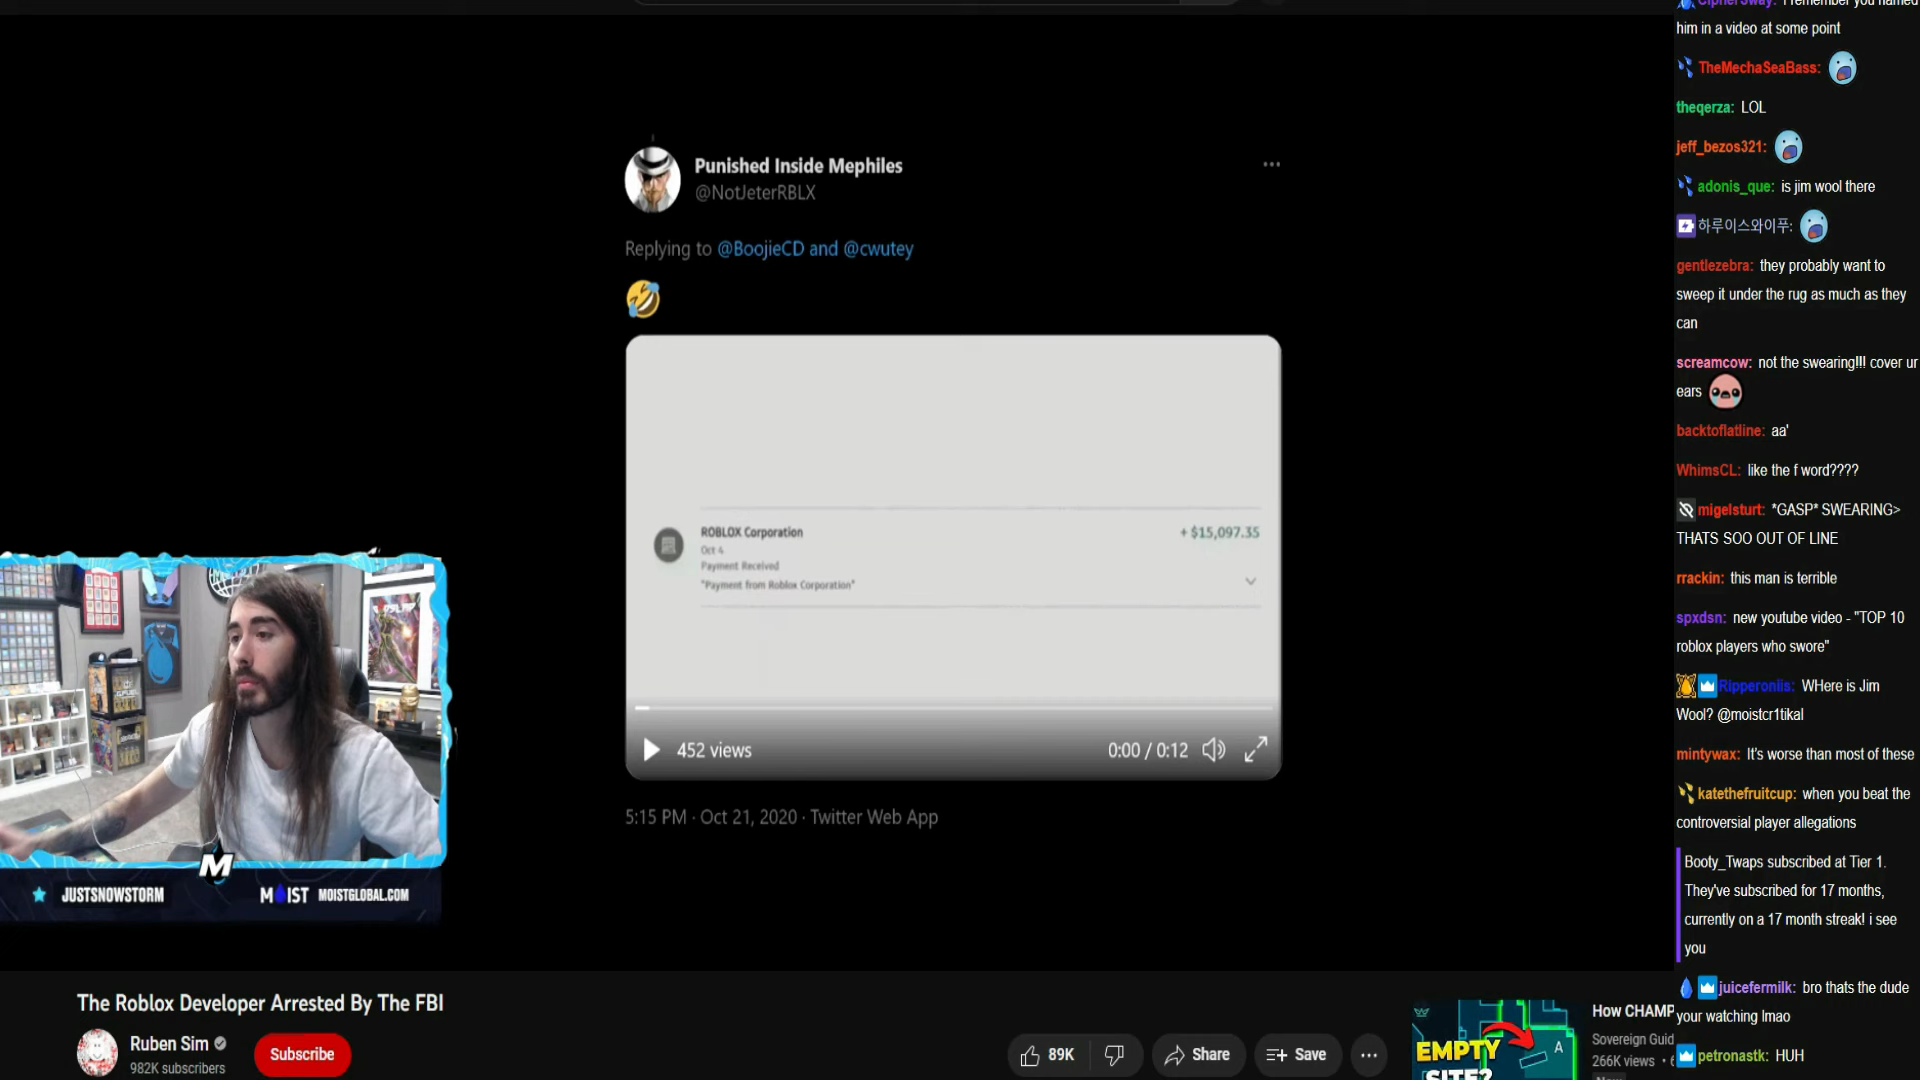 Punished Inside Mephiles
@NotJeterRBLX
Replying to @BoojieCD and @cwutey
ROBLOX Corporation
+ $15,097.35
Oct 4
Payment Received
"Payment from Roblox Corporation"
452 views
0:00 / 0:12
5:15 PM · Oct 21, 2020 · Twitter Web App
M
JUSTSNOWSTORM
MOIST MOISTGLOBAL.COM
The Roblox Developer Arrested By The FBI
Ruben Sim
982K subscribers
Subscribe
89K
Share
Save
EMPTY
SITE?
A
How CHAMP
Sovereign Guid
266K views
him in a video at some point
TheMechaSeaBass:
theqerza: LOL
jeff_bezos321:
adonis_que: is jim wool there
하루이스와이푸:
gentlezebra: they probably want to
sweep it under the rug as much as they
can
screamcow: not the swearing!!! cover ur
ears
backtoflatline: aa'
WhimsCL: like the f word????
migelsturt: *GASP* SWEARING>
THATS SOO OUT OF LINE
rrackin: this man is terrible
spxdsn: new youtube video - "TOP 10
roblox players who swore"
Ripperoniis: WHere is Jim
Wool? @moistcr1tikal
mintywax: It's worse than most of these
katethefruitcup: when you beat the
controversial player allegations
Booty_Twaps subscribed at Tier 1.
They've subscribed for 17 months,
currently on a 17 month streak! i see
you
juicefermilk: bro thats the dude
your watching lmao
petronastk: HUH